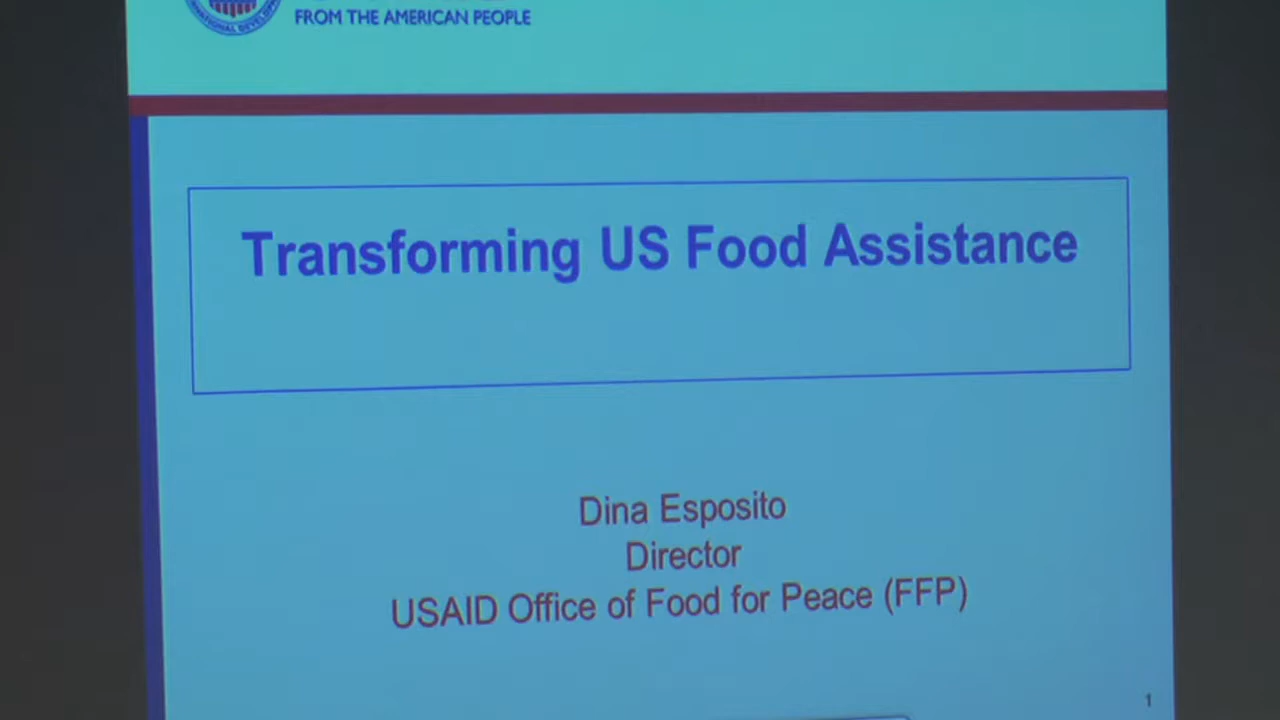 FROM THE AMERICAN PEOPLE
Transforming US Food Assistance
Dina Esposito
Director
USAID Office of Food for Peace (FFP)
1